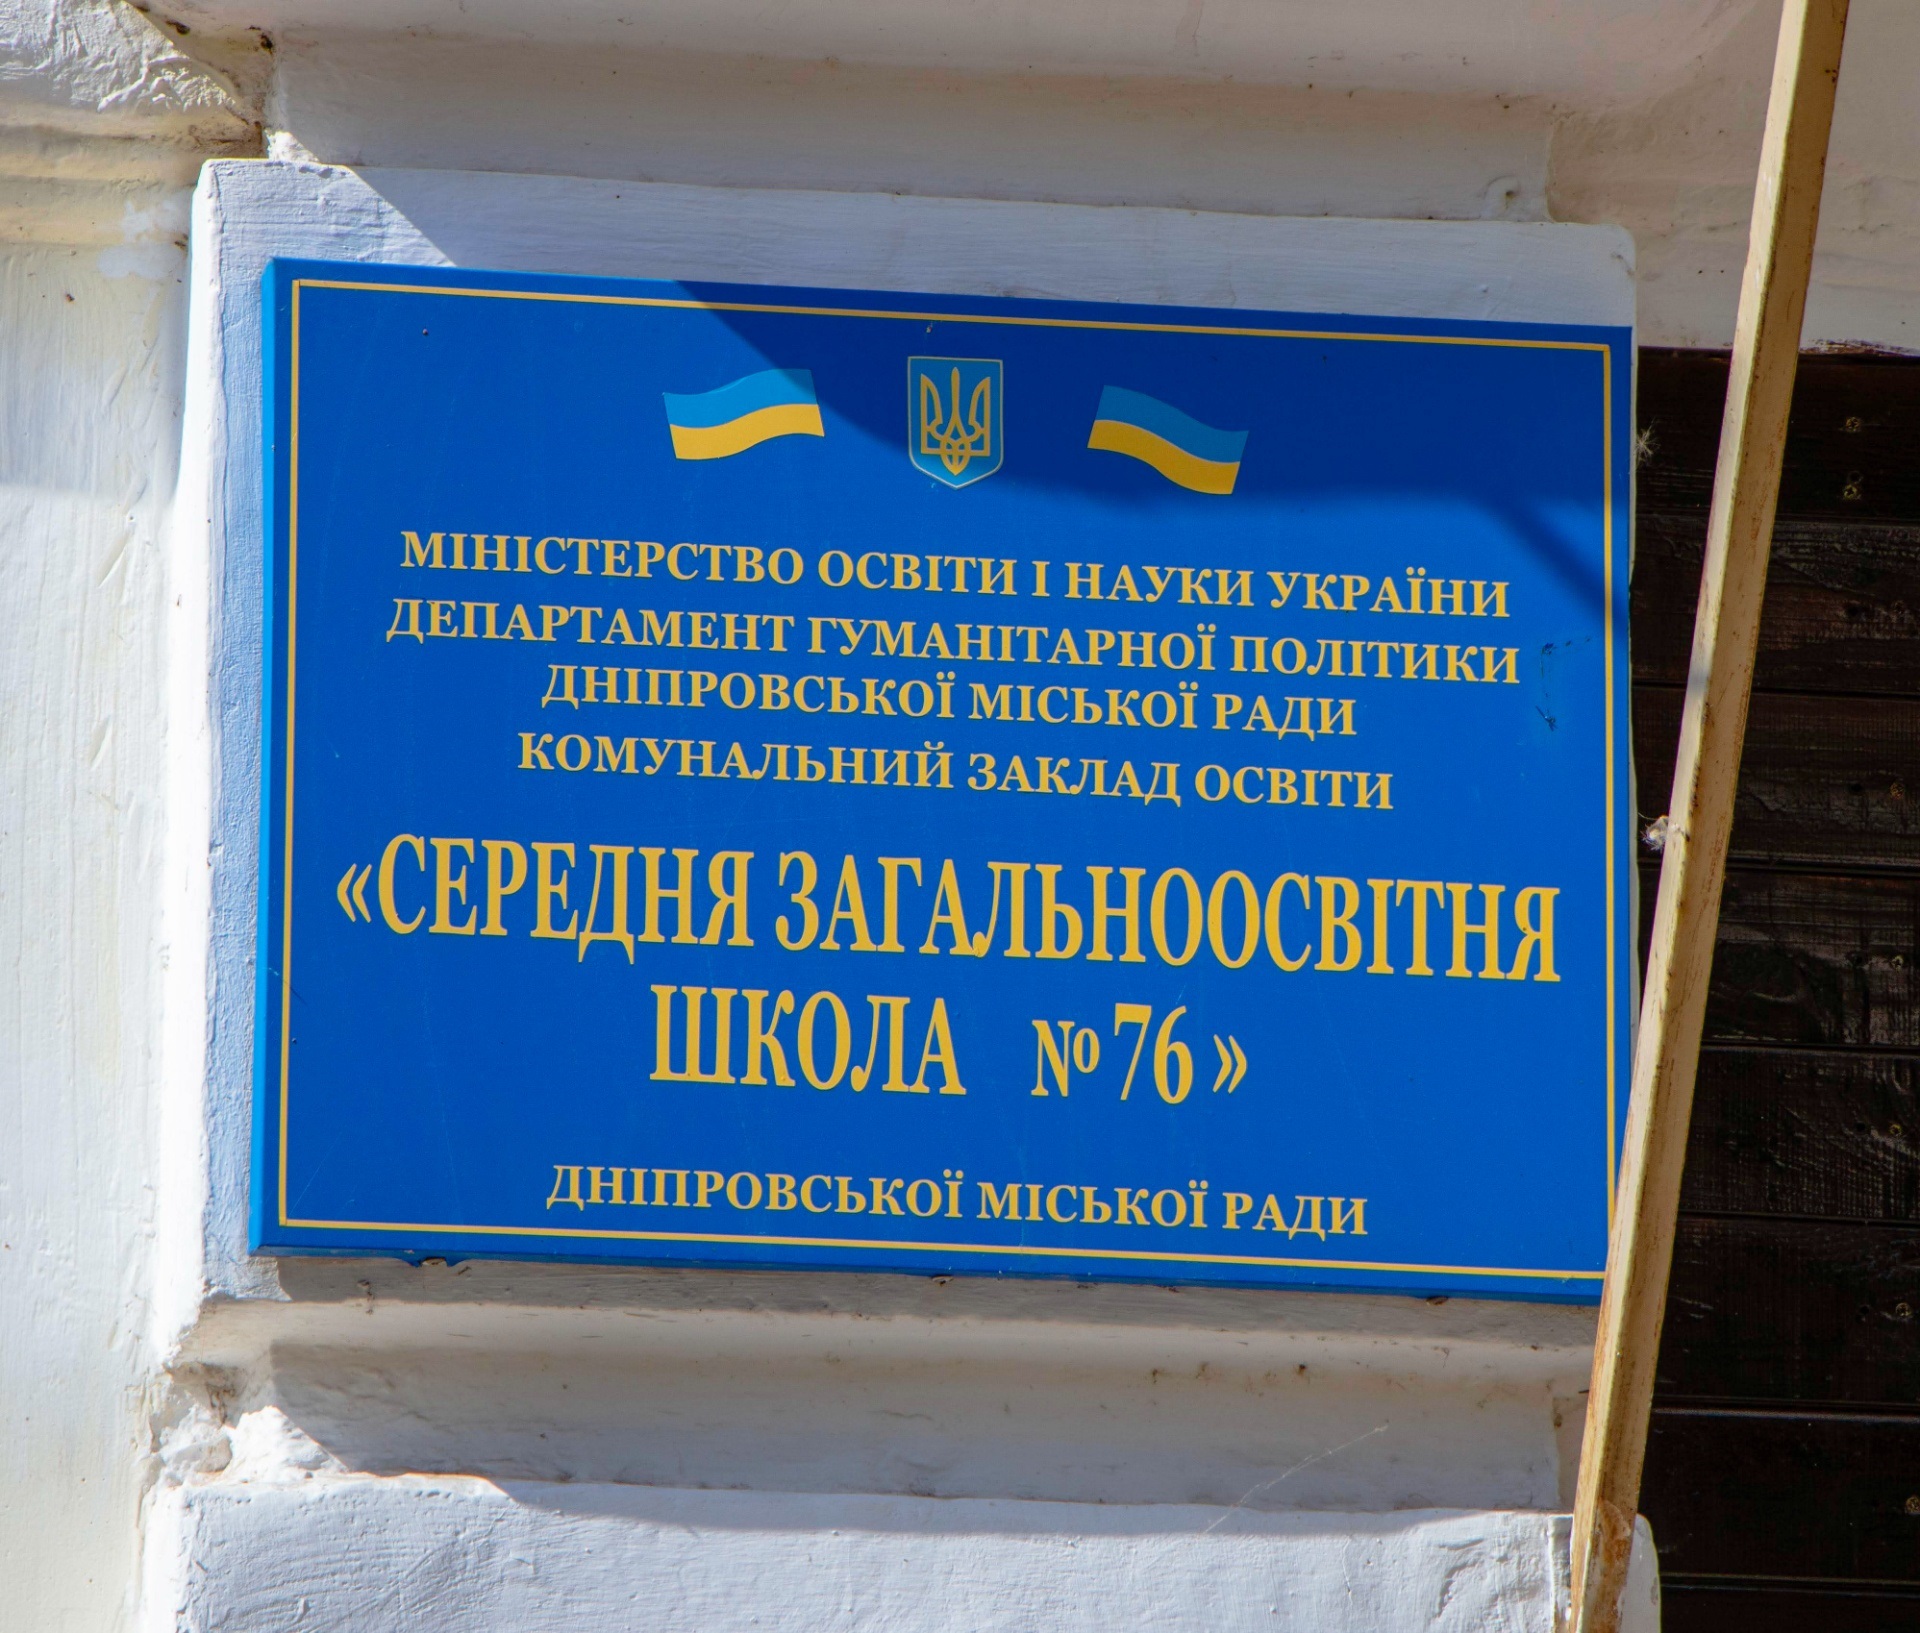 МІНІСТЕРСТВО ОСВІТИ І НАУКИ УКРАЇНИ
ДЕПАРТАМЕНТ ГУМАНІТАРНОЇ ПОЛІТИКИ
ДНІПРОВСЬКОЇ МІСЬКОЇ РАДИ
КОМУНАЛЬНИЙ ЗАКЛАД ОСВІТИ
«СЕРЕДНЯ ЗАГАЛЬНООСВІТНЯ
ШКОЛА №76»
ДНІПРОВСЬКОЇ МІСЬКОЇ РАДИ